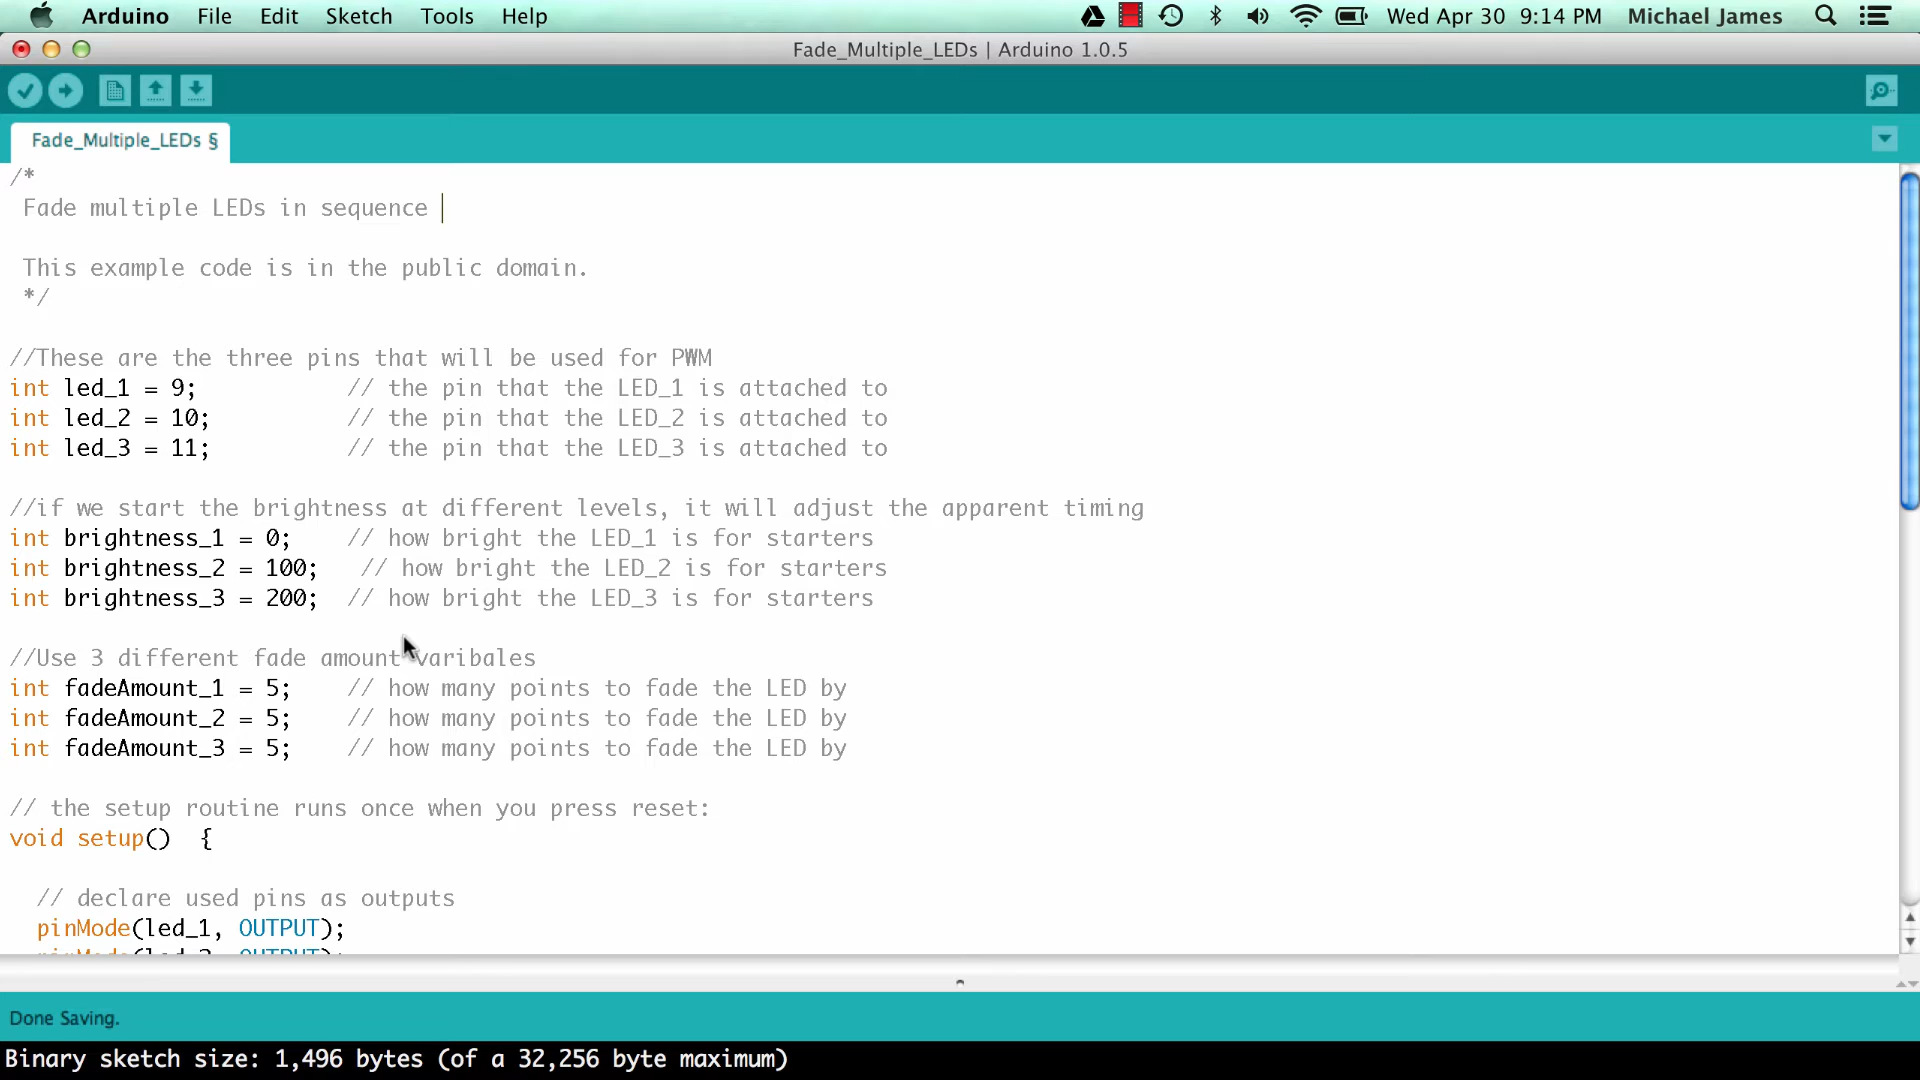 Arduino File Edit Sketch Tools Help Wed Apr 30 9:14 PM Michael James
Fade_Multiple_LEDs | Arduino 1.0.5
Fade_Multiple_LEDs §
/*
Fade multiple LEDs in sequence
This example code is in the public domain.
*/
//These are the three pins that will be used for PWM
int led_1 = 9; // the pin that the LED_1 is attached to
int led_2 = 10; // the pin that the LED_2 is attached to
int led_3 = 11; // the pin that the LED_3 is attached to
//if we start the brightness at different levels, it will adjust the apparent timing
int brightness_1 = 0; // how bright the LED_1 is for starters
int brightness_2 = 100; // how bright the LED_2 is for starters
int brightness_3 = 200; // how bright the LED_3 is for starters
//Use 3 different fade amount varibales
int fadeAmount_1 = 5; // how many points to fade the LED by
int fadeAmount_2 = 5; // how many points to fade the LED by
int fadeAmount_3 = 5; // how many points to fade the LED by
// the setup routine runs once when you press reset:
void setup() {
// declare used pins as outputs
pinMode(led_1, OUTPUT);
Done Saving.
Binary sketch size: 1,496 bytes (of a 32,256 byte maximum)